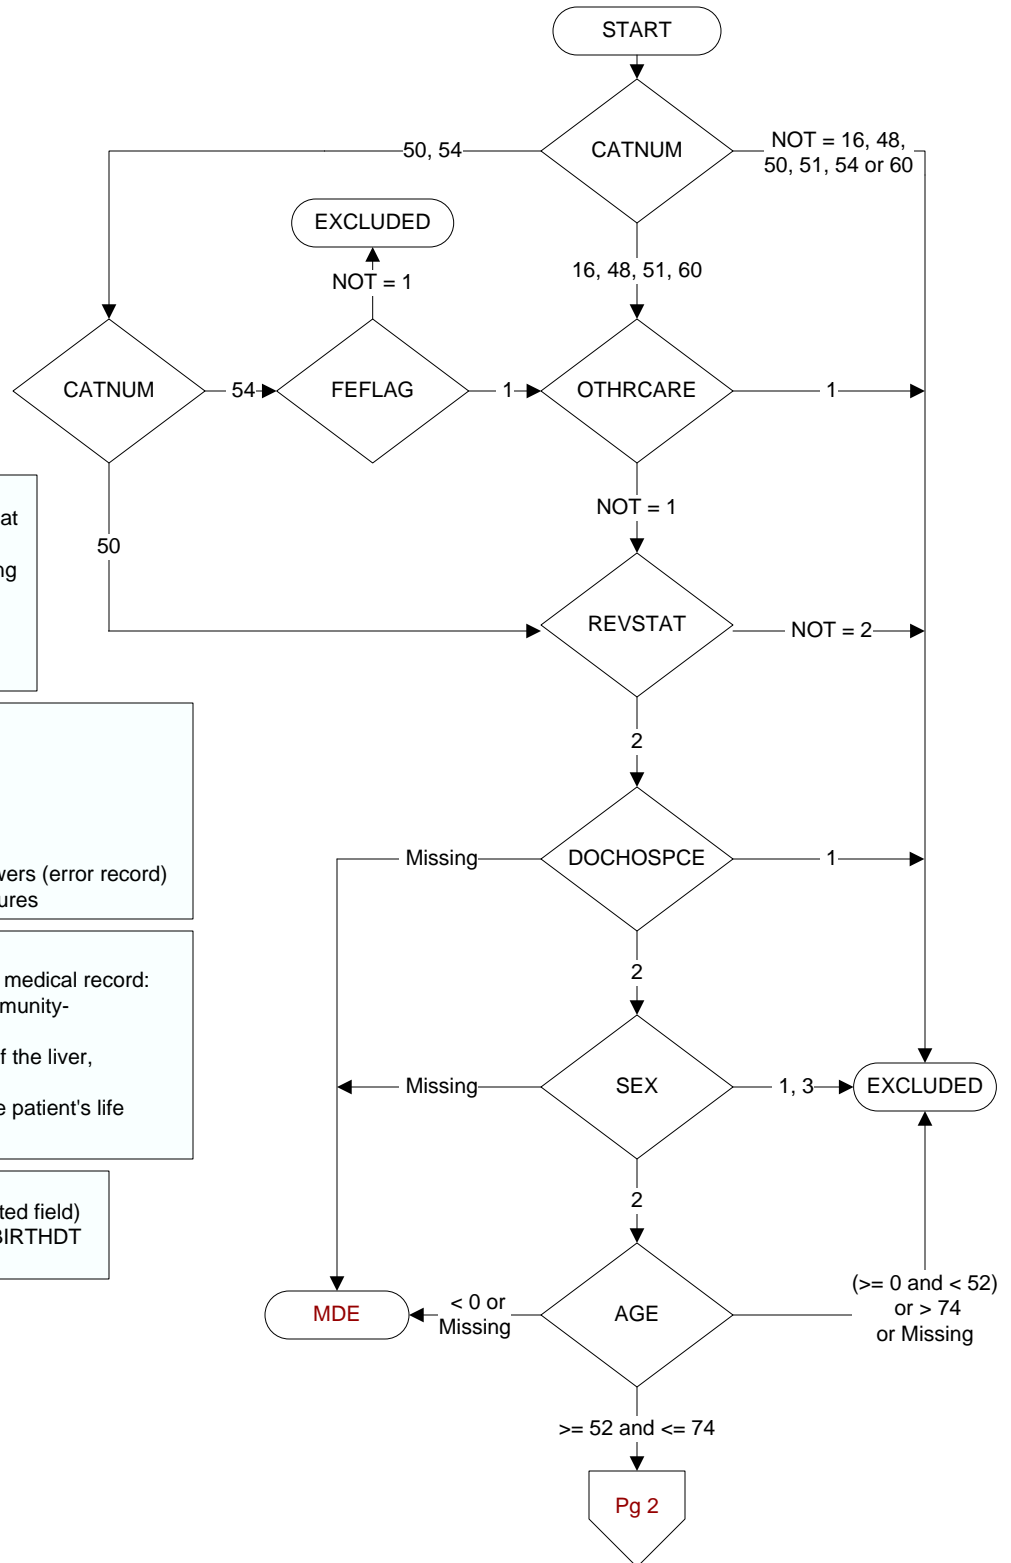 START
CATNUM
50, 54
NOT = 16, 48,
50, 51, 54 or 60
EXCLUDED
NOT = 1
16, 48, 51, 60
CATNUM
54
FEFLAG
1
OTHRCARE
1
NOT = 1
50
REVSTAT
NOT = 2
2
at
ng
Missing
DOCHOSPCE
1
wers (error record)
ures
2
medical record:
munity-
f the liver,
e patient's life
Missing
SEX
1, 3
EXCLUDED
2
ted field)
BIRTHDT
MDE
< 0 or
Missing
AGE
(>= 0 and < 52)
or > 74
or Missing
>= 52 and <= 74
Pg 2